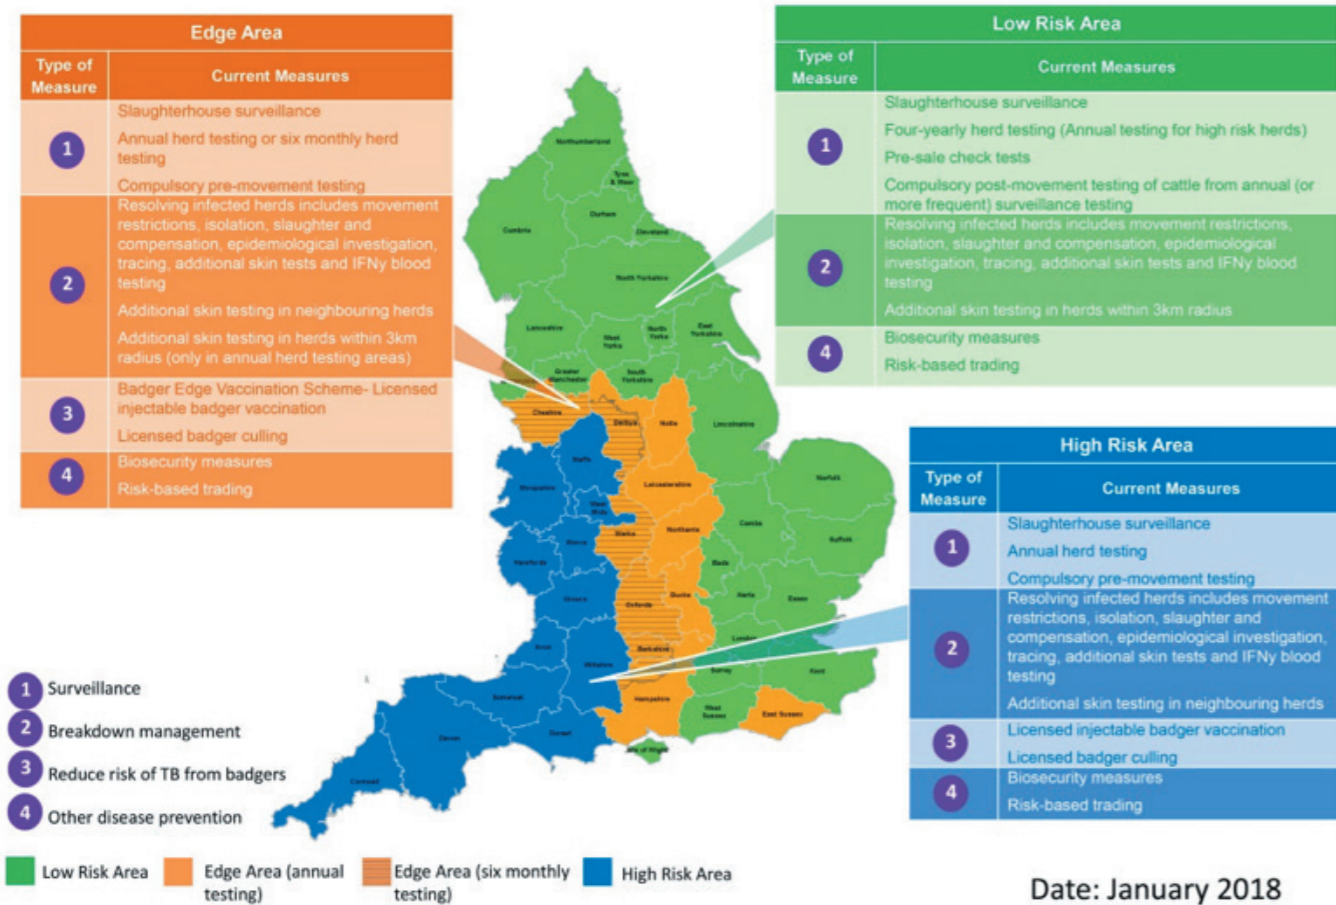 Edge Area
Type of
Measure
Current Measures
1
Slaughterhouse surveillance
Annual herd testing or six monthly herd
testing
Compulsory pre-movement testing
2
Resolving infected herds includes movement
restrictions, isolation, slaughter and
compensation, epidemiological investigation,
tracing, additional skin tests and IFNy blood
testing
Additional skin testing in neighbouring herds
Additional skin testing in herds within 3km
radius (only in annual herd testing areas)
3
Badger Edge Vaccination Scheme- Licensed
injectable badger vaccination
Licensed badger culling
4
Biosecurity measures
Risk-based trading
Low Risk Area
Type of
Measure
Current Measures
1
Slaughterhouse surveillance
Four-yearly herd testing (Annual testing for high risk herds)
Pre-sale check tests
Compulsory post-movement testing of cattle from annual (or
more frequent) surveillance testing
2
Resolving infected herds includes movement restrictions,
isolation, slaughter and compensation, epidemiological
investigation, tracing, additional skin tests and IFNy blood
testing
Additional skin testing in herds within 3km radius
4
Biosecurity measures
Risk-based trading
High Risk Area
Type of
Measure
Current Measures
1
Slaughterhouse surveillance
Annual herd testing
Compulsory pre-movement testing
2
Resolving infected herds includes movement
restrictions, isolation, slaughter and
compensation, epidemiological investigation,
tracing, additional skin tests and IFNy blood
testing
Additional skin testing in neighbouring herds
3
Licensed injectable badger vaccination
Licensed badger culling
4
Biosecurity measures
Risk-based trading
Northumberland
Tyne
& Wear
Durham
Cumbria
Cleveland
North Yorkshire
Lancashire
West
Yorks
North
Yorks
East
Yorkshire
Greater
Manchester
South
Yorkshire
Cheshire
Derbys
Notts
Lincolnshire
Staffs
Shropshire
Leicestershire
Norfolk
West
Mids
Warks
Northants
Cambs
Suffolk
Worcs
Herefords
Beds
Gloucs
Oxfords
Bucks
Herts
Essex
London
Avon
Wiltshire
Berkshire
Surrey
Kent
Somerset
Hampshire
West
Sussex
East Sussex
Devon
Dorset
Isle of Wight
Cornwall
1 Surveillance
2 Breakdown management
3 Reduce risk of TB from badgers
4 Other disease prevention
Low Risk Area
Edge Area (annual
testing)
Edge Area (six monthly
testing)
High Risk Area
Date: January 2018